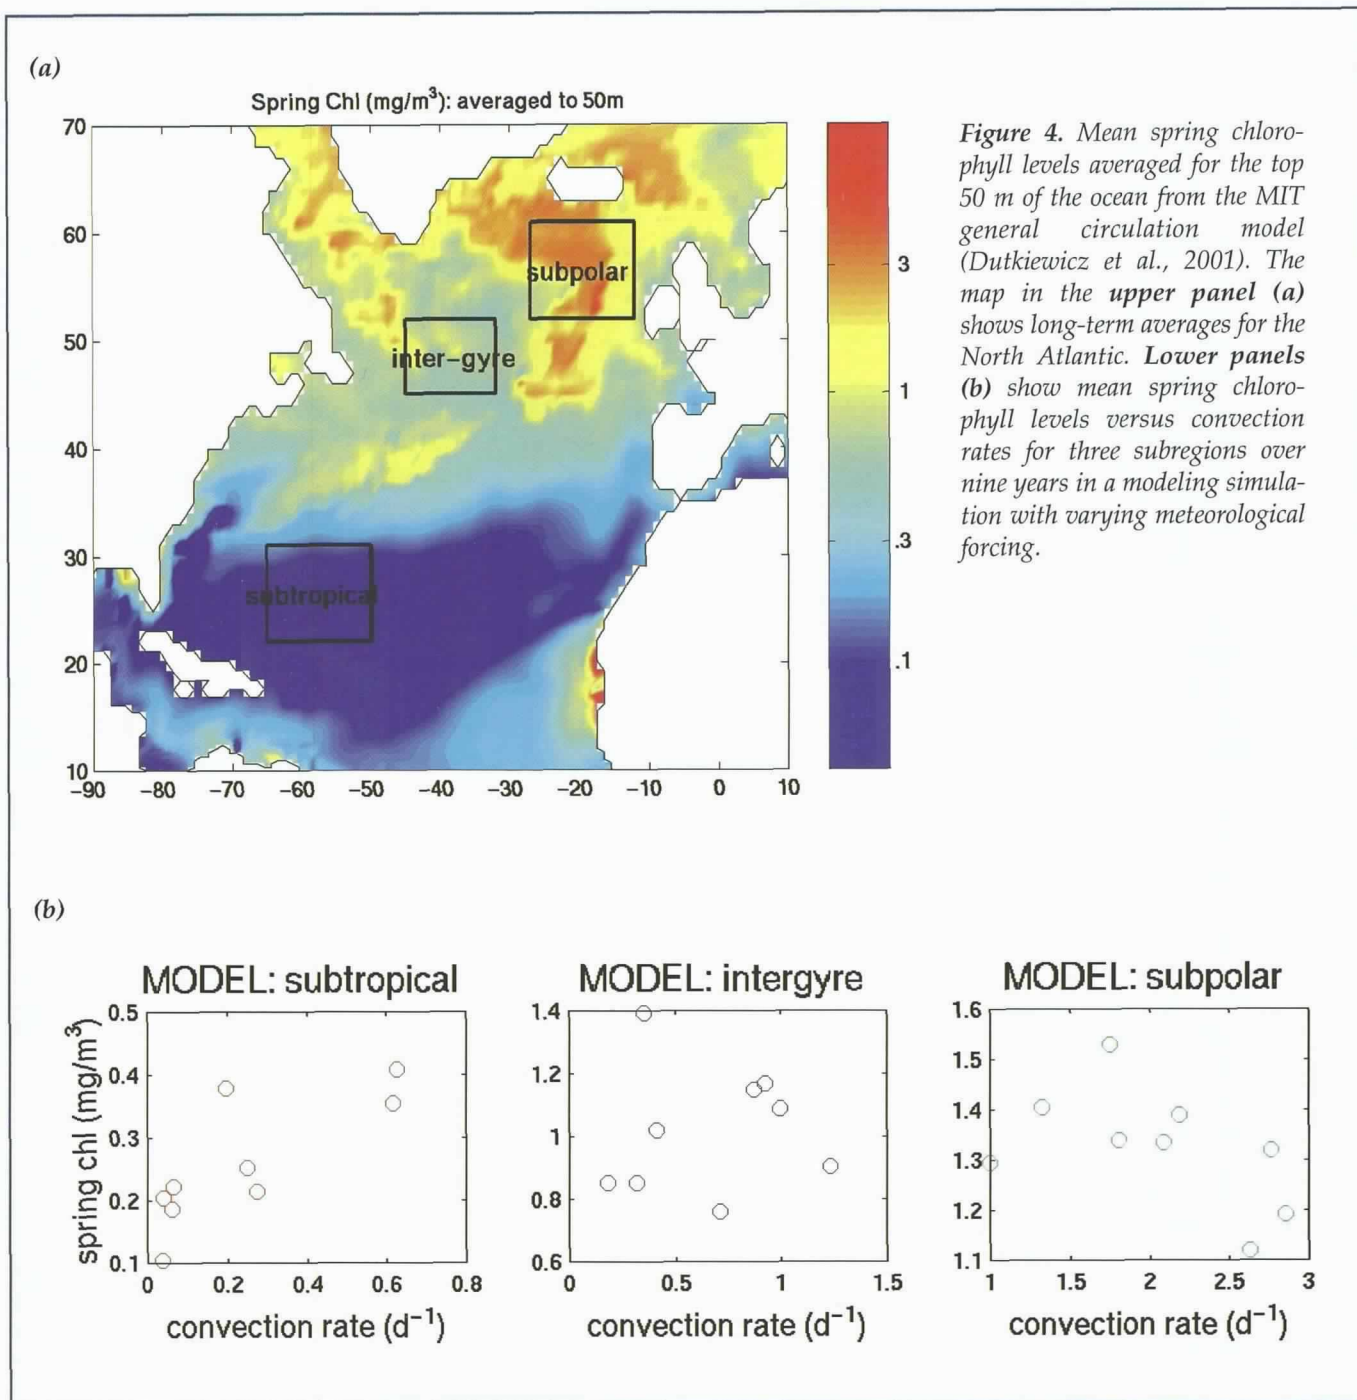 (a)
Spring Chl (mg/m³): averaged to 50m
70
60
50
40
30
20
10
-90 -80 -70 -60 -50 -40 -30 -20 -10 0 10
subpolar
inter-gyre
subtropical
3
1
.3
.1
Figure 4. Mean spring chloro-
phyll levels averaged for the top
50 m of the ocean from the MIT
general circulation model
(Dutkiewicz et al., 2001). The
map in the upper panel (a)
shows long-term averages for the
North Atlantic. Lower panels
(b) show mean spring chloro-
phyll levels versus convection
rates for three subregions over
nine years in a modeling simula-
tion with varying meteorological
forcing.
(b)
MODEL: subtropical
spring chl (mg/m³)
0.5
0.4
0.3
0.2
0.1
0 0.2 0.4 0.6 0.8
convection rate (d⁻¹)
MODEL: intergyre
1.4
1.2
1
0.8
0.6
0 0.5 1 1.5
convection rate (d⁻¹)
MODEL: subpolar
1.6
1.5
1.4
1.3
1.2
1.1
1 1.5 2 2.5 3
convection rate (d⁻¹)